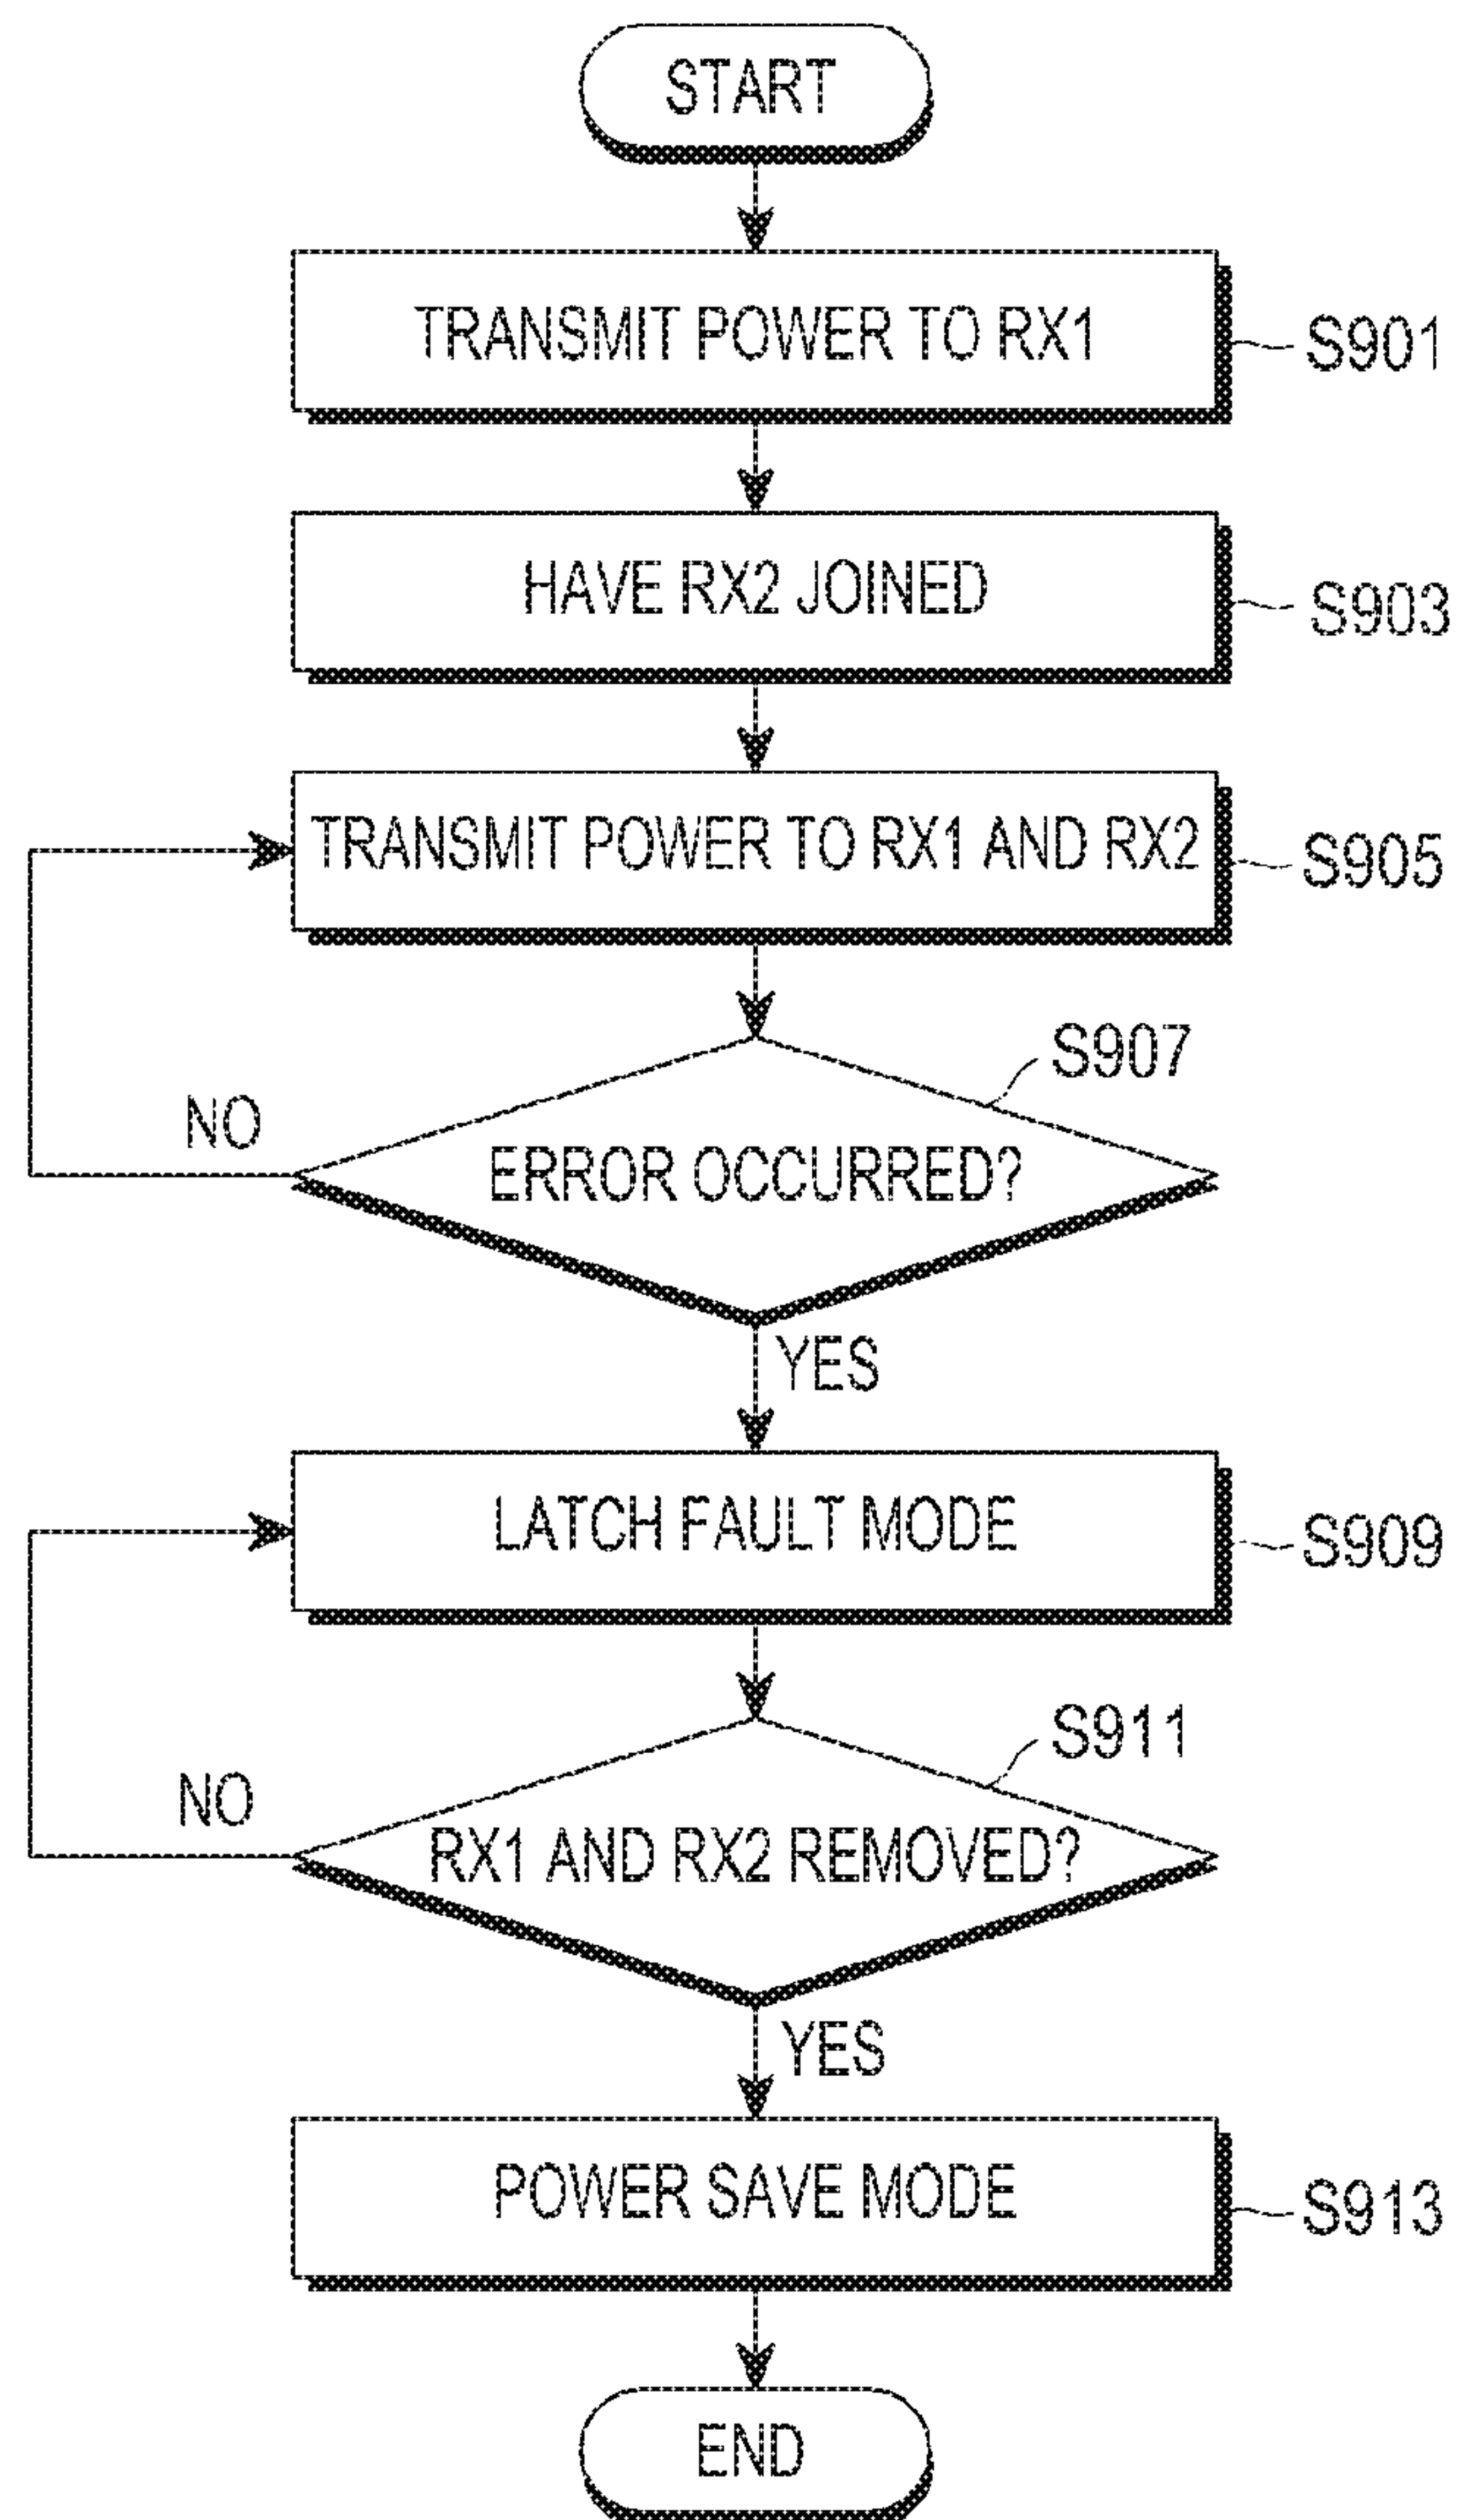 START
TRANSMIT POWER TO RX1
S901
HAVE RX2 JOINED
S903
TRANSMIT POWER TO RX1 AND RX2
S905
S907
NO
ERROR OCCURRED?
YES
LATCH FAULT MODE
S909
S911
NO
RX1 AND RX2 REMOVED?
YES
POWER SAVE MODE
S913
END